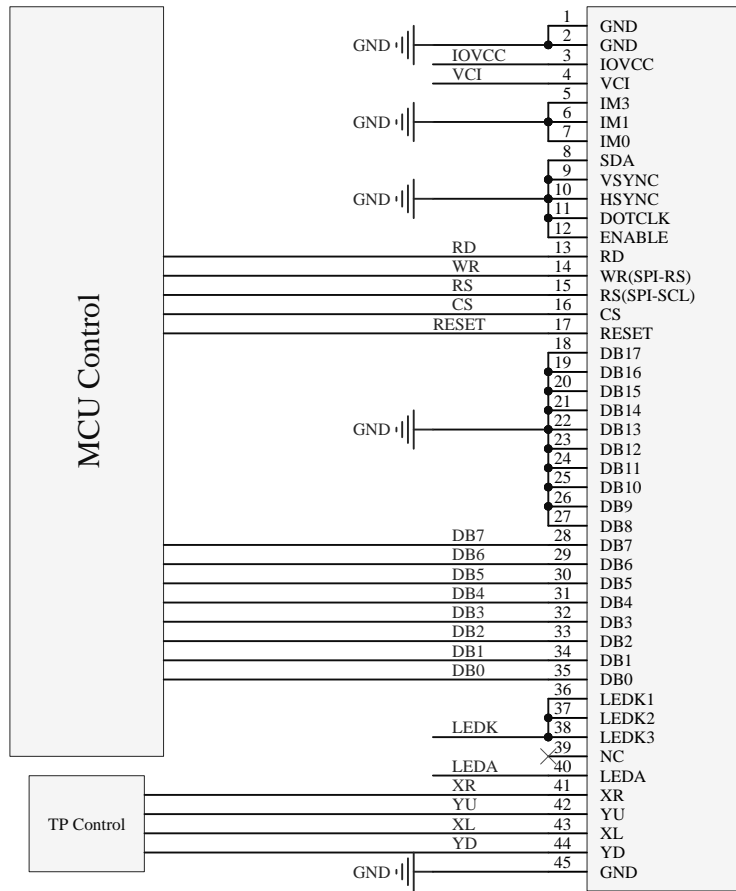 MCU Control
TP Control
1 GND
GND 2 GND
IOVCC 3 IOVCC
VCI 4 VCI
5 IM3
GND 6 IM1
7 IM0
8 SDA
9 VSYNC
GND 10 HSYNC
11 DOTCLK
12 ENABLE
RD 13 RD
WR 14 WR(SPI-RS)
RS 15 RS(SPI-SCL)
CS 16 CS
RESET 17 RESET
18 DB17
19 DB16
20 DB15
21 DB14
GND 22 DB13
23 DB12
24 DB11
25 DB10
26 DB9
27 DB8
DB7 28 DB7
DB6 29 DB6
DB5 30 DB5
DB4 31 DB4
DB3 32 DB3
DB2 33 DB2
DB1 34 DB1
DB0 35 DB0
36 LEDK1
37 LEDK2
LEDK 38 LEDK3
39 NC
LEDA 40 LEDA
XR 41 XR
YU 42 YU
XL 43 XL
YD 44 YD
GND 45 GND